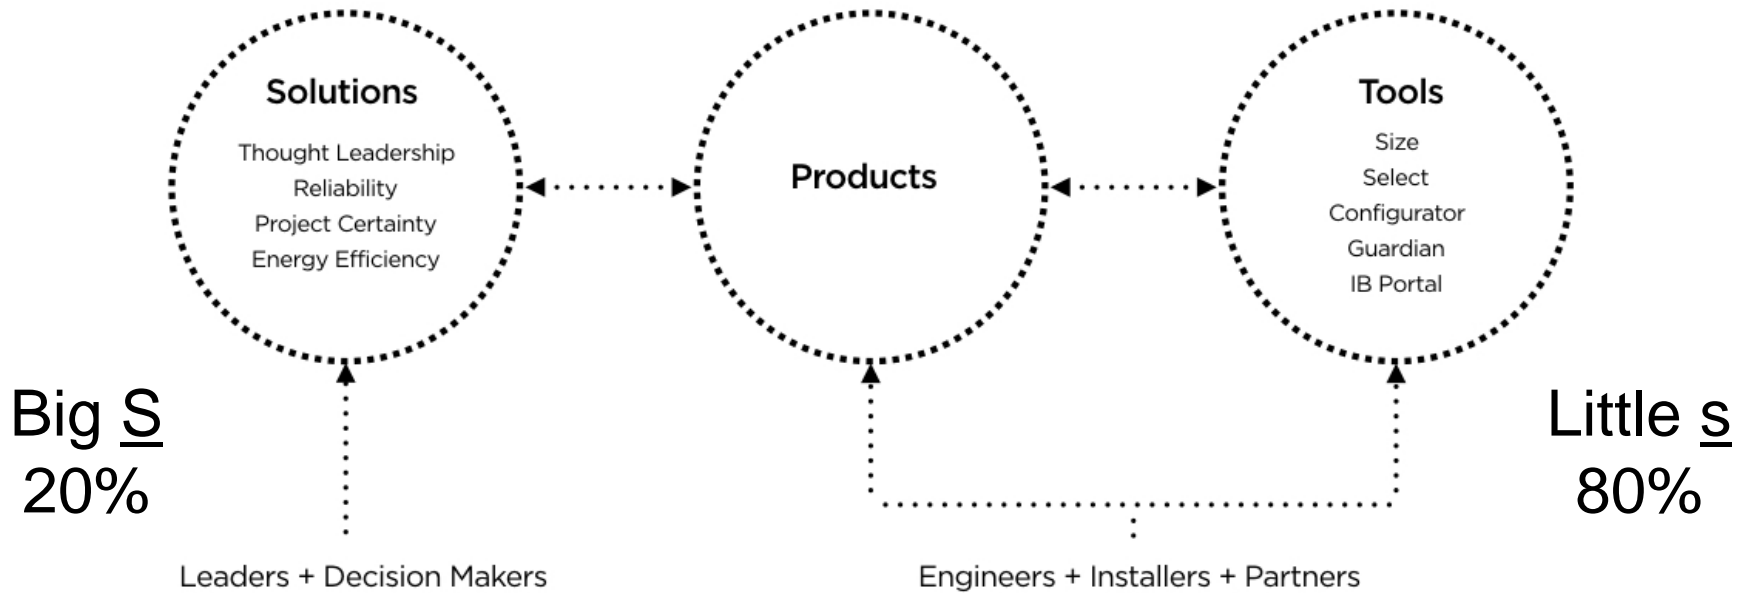 Solutions
Thought Leadership
Reliability
Project Certainty
Energy Efficiency
Products
Tools
Size
Select
Configurator
Guardian
IB Portal
Big S
20%
Little s
80%
Leaders + Decision Makers
Engineers + Installers + Partners